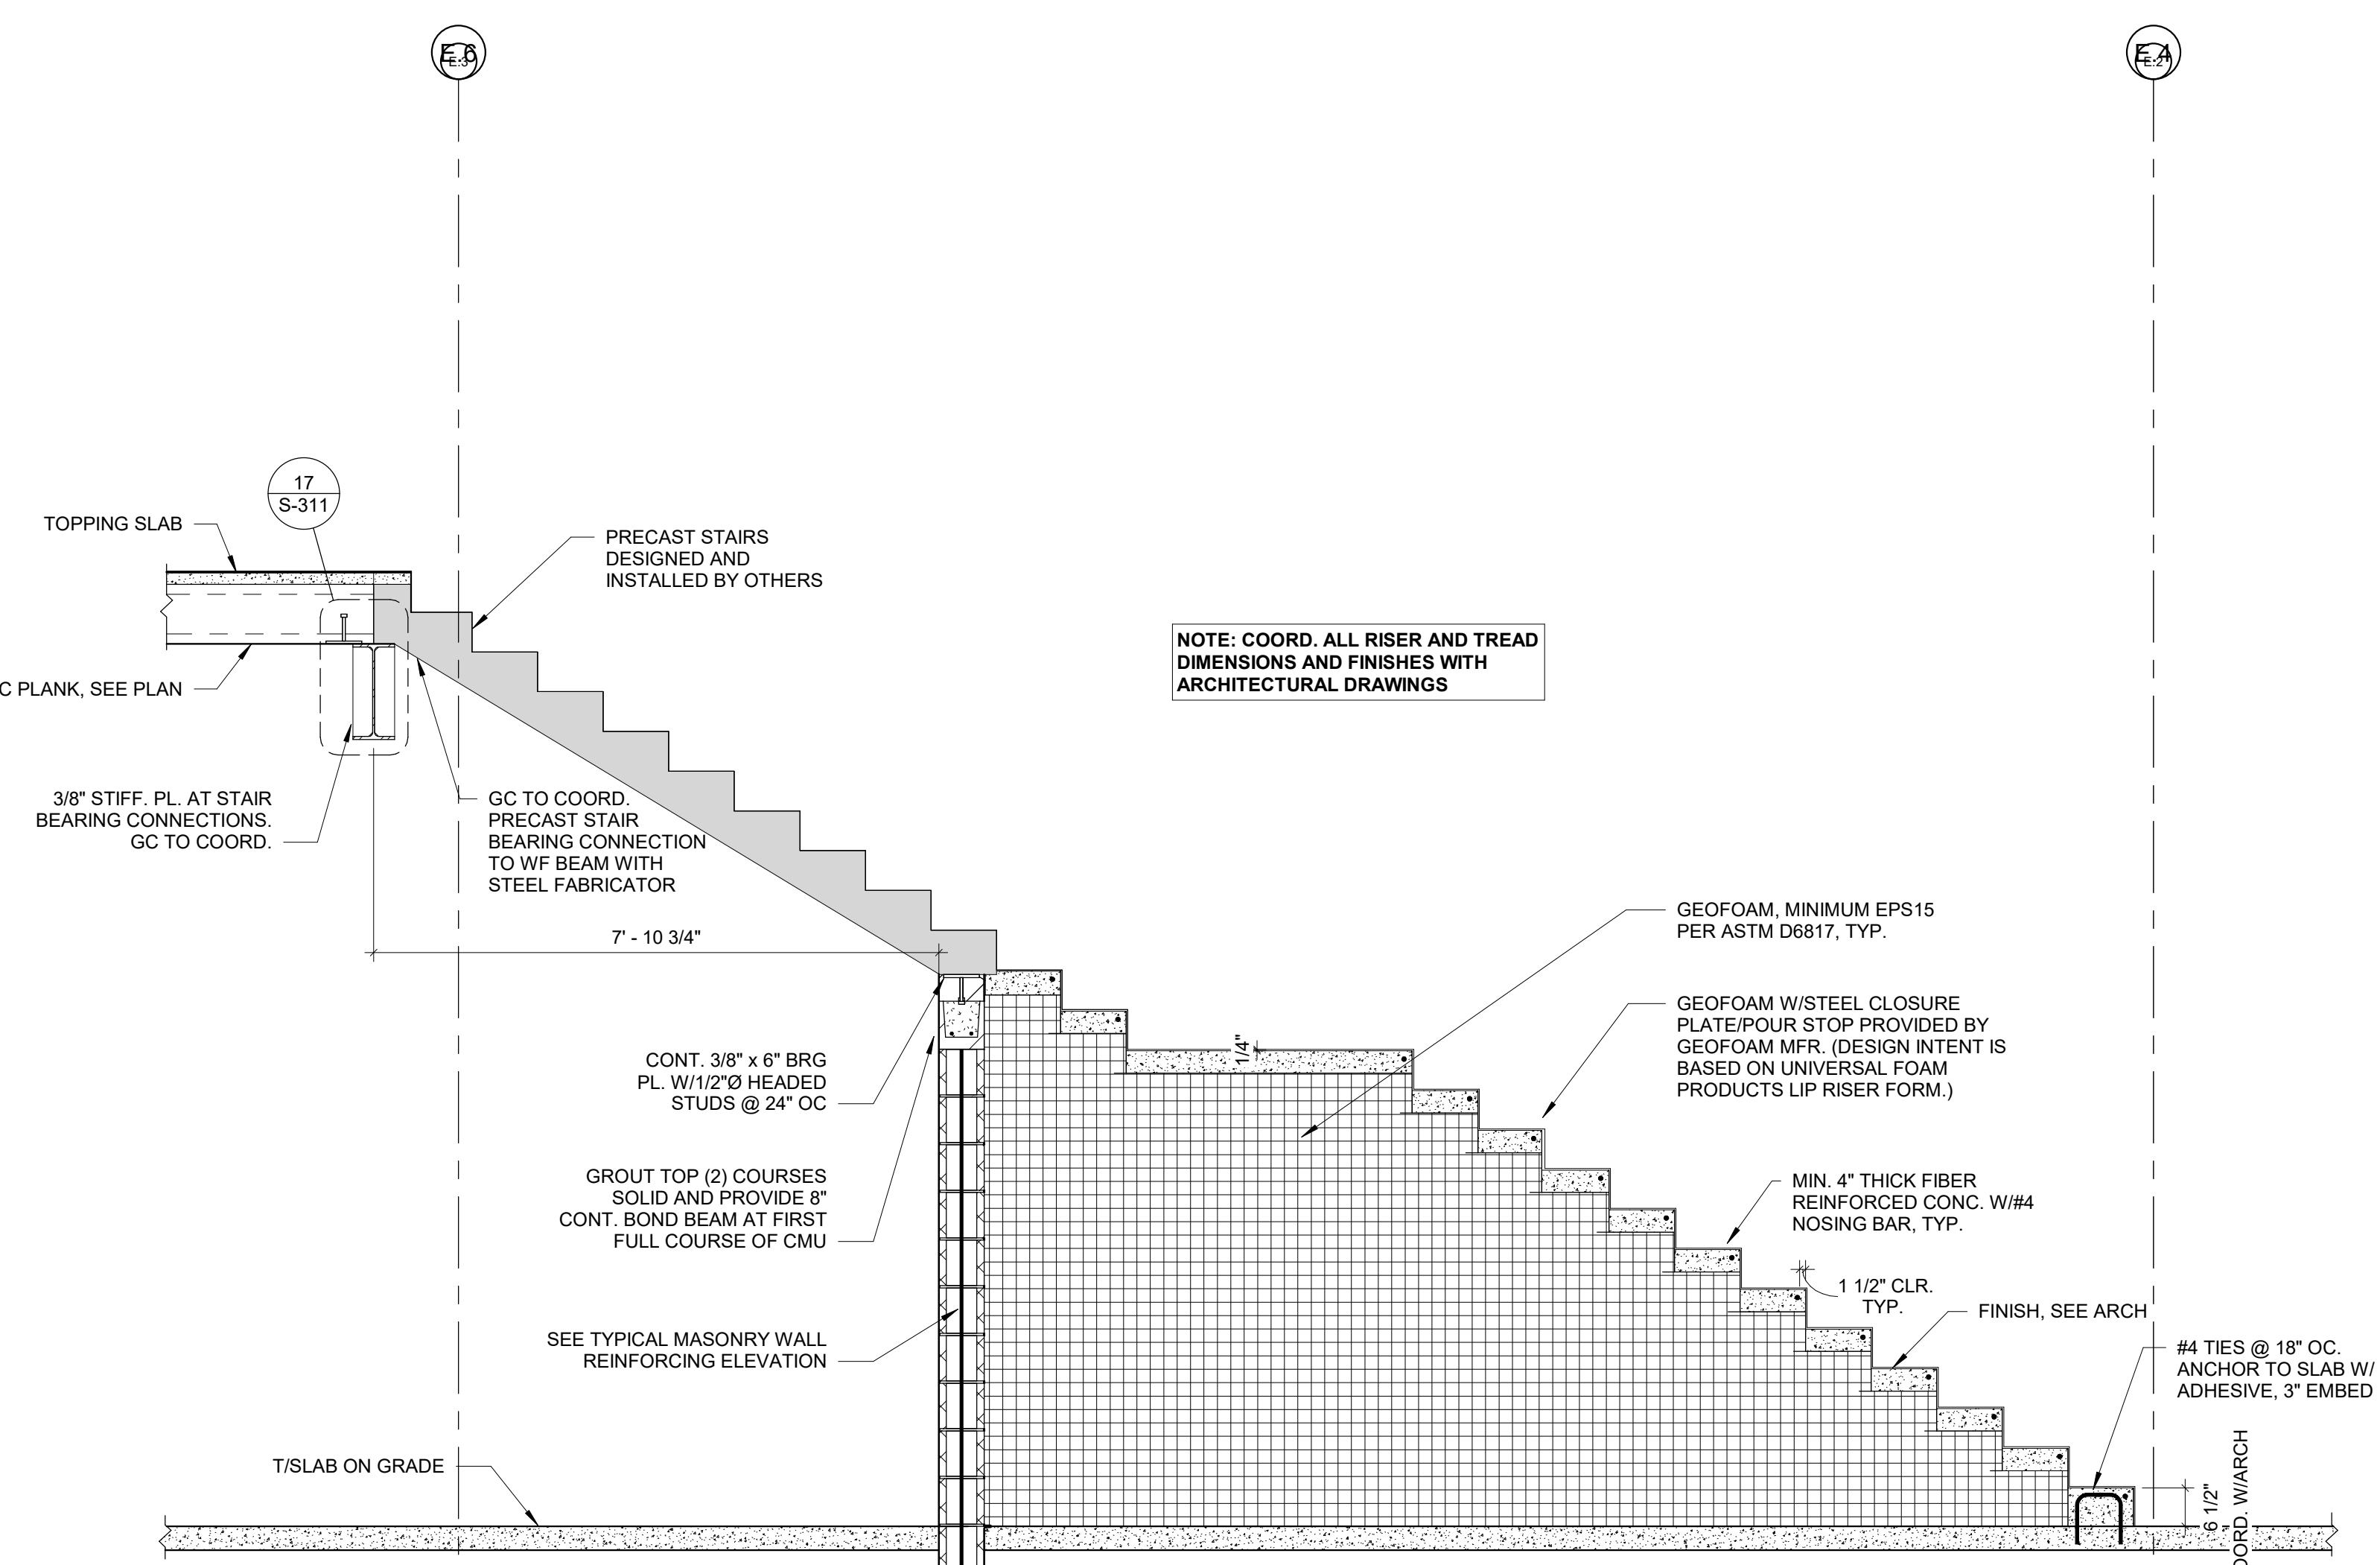 E.6
E.3
E.4
E.2
17
S-311
TOPPING SLAB
PRECAST STAIRS
DESIGNED AND
INSTALLED BY OTHERS
NOTE: COORD. ALL RISER AND TREAD
DIMENSIONS AND FINISHES WITH
ARCHITECTURAL DRAWINGS
C PLANK, SEE PLAN
3/8" STIFF. PL. AT STAIR
BEARING CONNECTIONS.
GC TO COORD.
GC TO COORD.
PRECAST STAIR
BEARING CONNECTION
TO WF BEAM WITH
STEEL FABRICATOR
7' - 10 3/4"
GEOFOAM, MINIMUM EPS15
PER ASTM D6817, TYP.
GEOFOAM W/STEEL CLOSURE
PLATE/POUR STOP PROVIDED BY
GEOFOAM MFR. (DESIGN INTENT IS
BASED ON UNIVERSAL FOAM
PRODUCTS LIP RISER FORM.)
1/4"
CONT. 3/8" x 6" BRG
PL. W/1/2"Ø HEADED
STUDS @ 24" OC
GROUT TOP (2) COURSES
SOLID AND PROVIDE 8"
CONT. BOND BEAM AT FIRST
FULL COURSE OF CMU
MIN. 4" THICK FIBER
REINFORCED CONC. W/#4
NOSING BAR, TYP.
1 1/2" CLR.
TYP.
FINISH, SEE ARCH
SEE TYPICAL MASONRY WALL
REINFORCING ELEVATION
#4 TIES @ 18" OC.
ANCHOR TO SLAB W/
ADHESIVE, 3" EMBED
T/SLAB ON GRADE
6 1/2"
OORD. W/ARCH